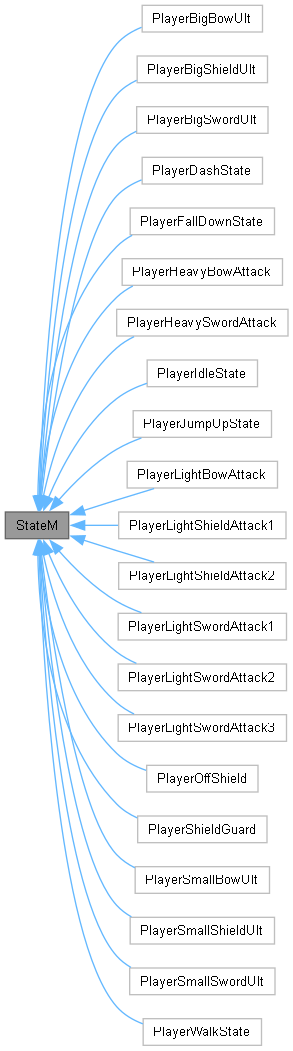 PlayerBigBowUlt
PlayerBigShieldUlt
PlayerBigSwordUlt
PlayerDashState
PlayerFallDownState
PlayerHeavyBowAttack
PlayerHeavySwordAttack
PlayerIdleState
PlayerJumpUpState
PlayerLightBowAttack
StateM
PlayerLightShieldAttack1
PlayerLightShieldAttack2
PlayerLightSwordAttack1
PlayerLightSwordAttack2
PlayerLightSwordAttack3
PlayerOffShield
PlayerShieldGuard
PlayerSmallBowUlt
PlayerSmallShieldUlt
PlayerSmallSwordUlt
PlayerWalkState